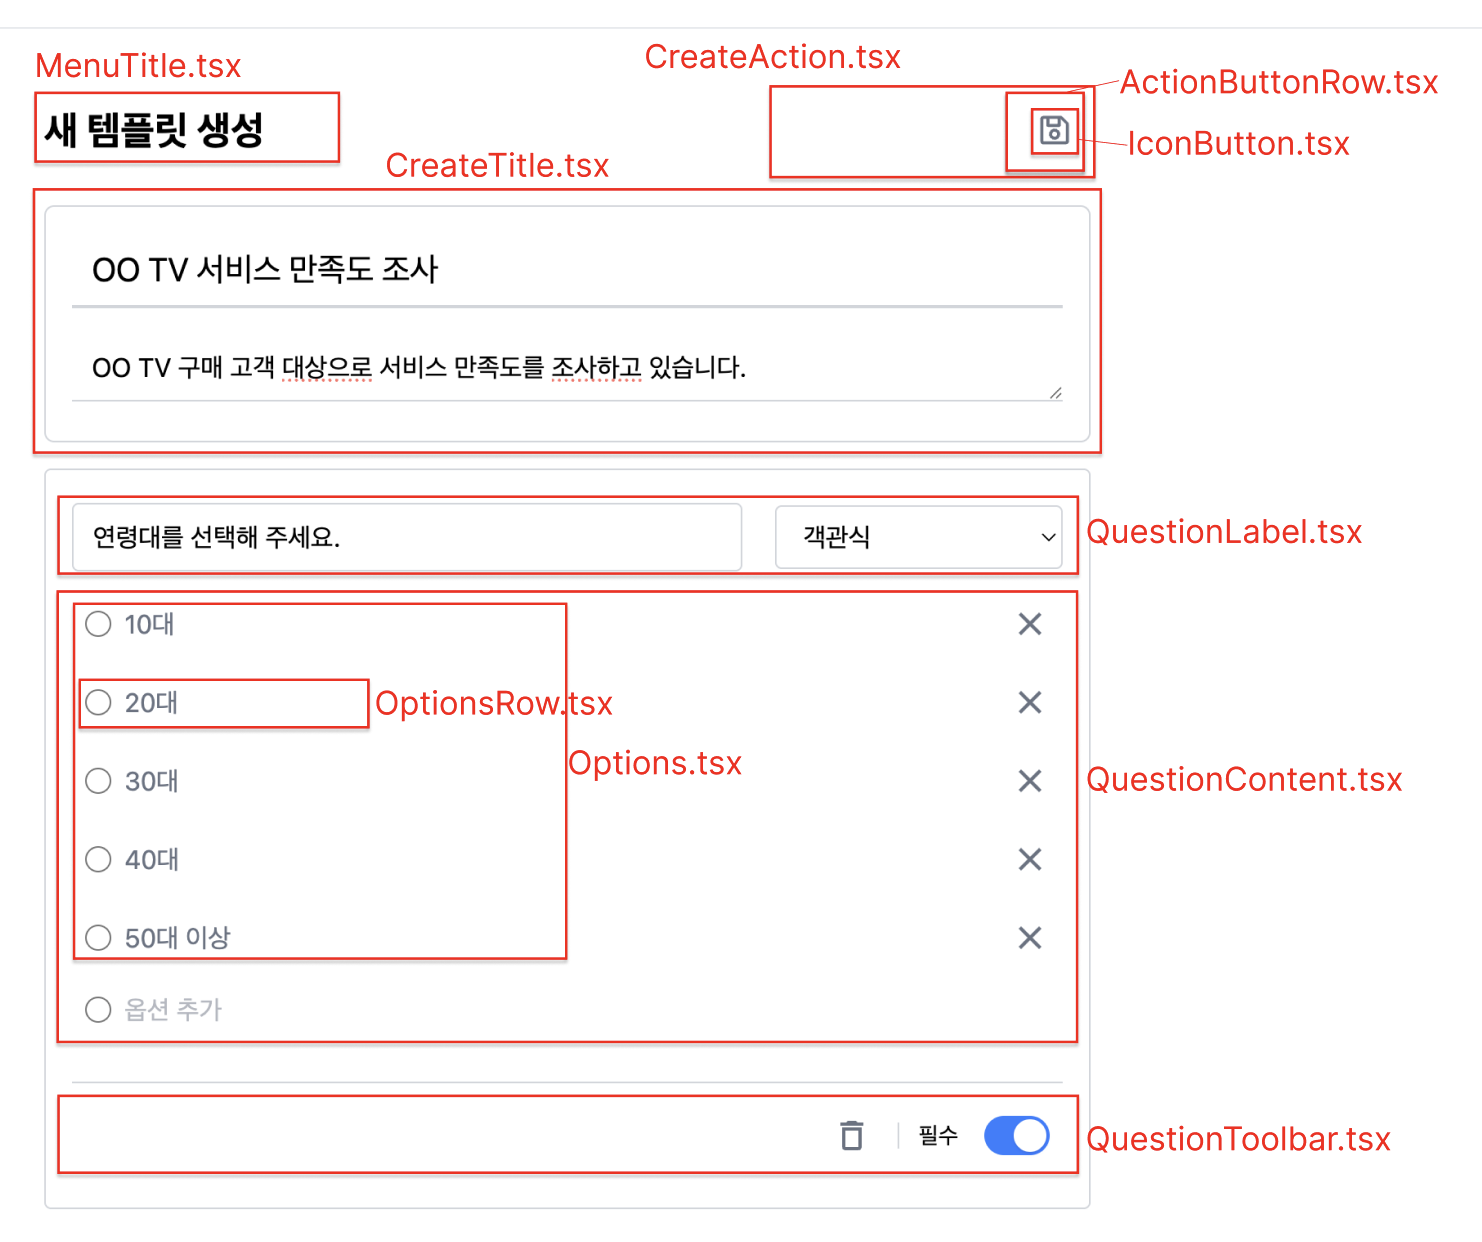 MenuTitle.tsx
CreateAction.tsx
ActionButtonRow.tsx
새 템플릿 생성
IconButton.tsx
CreateTitle.tsx
OO TV 서비스 만족도 조사
OO TV 구매 고객 대상으로 서비스 만족도를 조사하고 있습니다.
연령대를 선택해 주세요.
객관식
QuestionLabel.tsx
10대
20대
OptionsRow.tsx
Options.tsx
30대
QuestionContent.tsx
40대
50대 이상
옵션 추가
필수
QuestionToolbar.tsx